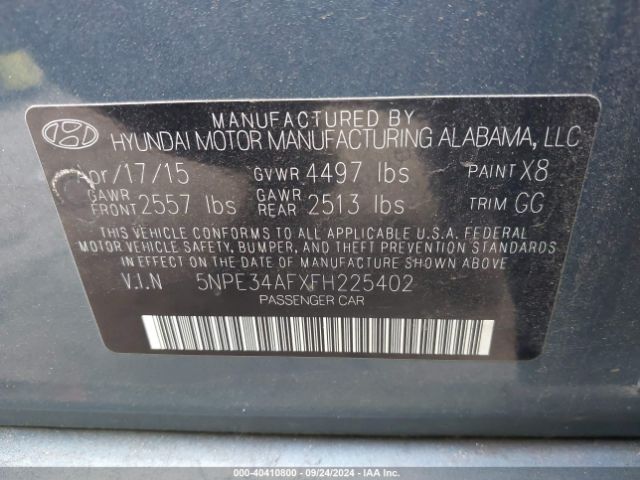 MANUFACTURED BY
HYUNDAI MOTOR MANUFACTURING ALABAMA, LLC
/17/15 GVWR 4497 lbs PAINT X8
GAWR FRONT 2557 lbs GAWR REAR 2513 lbs TRIM GG
THIS VEHICLE CONFORMS TO ALL APPLICABLE U.S.A. FEDERAL
MOTOR VEHICLE SAFETY, BUMPER, AND THEFT PREVENTION
STANDARDS IN EFFECT ON THE DATE OF MANUFACTURE SHOWN ABOVE.
V.I.N 5NPE34AFXFH225402
PASSENGER CAR
000-40410800 - 09/24/2024 - IAA Inc.